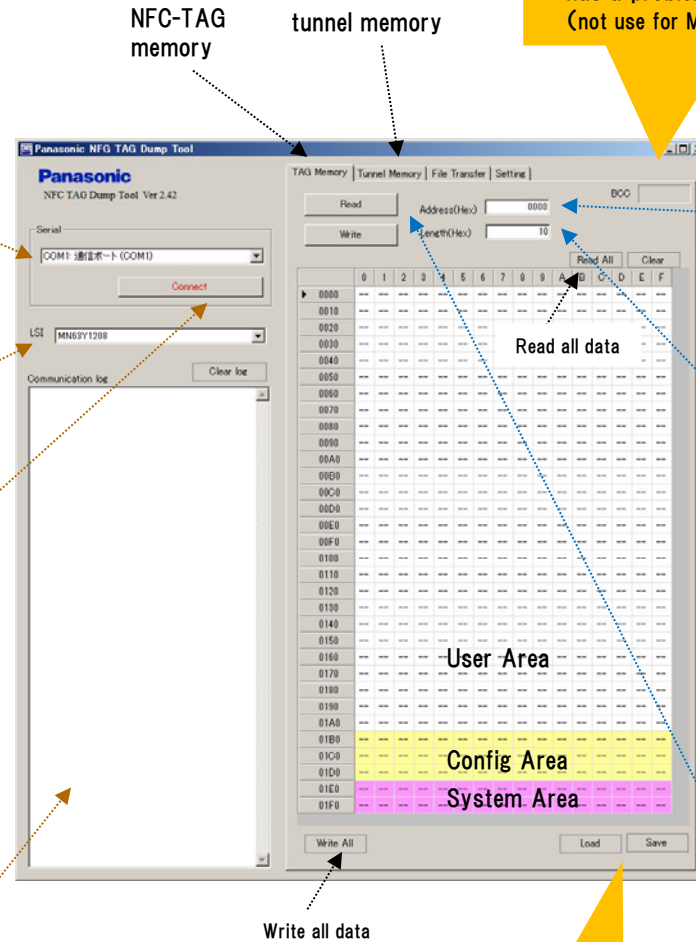 has a proble
(not use for M
NFC-TAG
memory
tunnel memory
Panasonic NFG TAG Dump Tool
Panasonic
NFC TAG Dump Tool Ver 2.42
Serial
COM1: 通信ポート (COM1)
Connect
LSI
MN63Y1208
Clear log
Communication log
TAG Memory
Tunnel Memory
File Transfer
Setting
BCC
Read
Address(Hex) 0000
Write
Length(Hex) 10
Read All
Clear
0 1 2 3 4 5 6 7 8 9 A B C D E F
0000
0010
0020
0030
Read all data
0040
0050
0060
0070
0080
0090
00A0
00B0
00C0
00D0
00E0
00F0
0100
0110
0120
0130
0140
0150
0160
User Area
0170
0180
0190
01A0
01B0
01C0
Config Area
01D0
01E0
System Area
01F0
Write All
Load
Save
Write all data